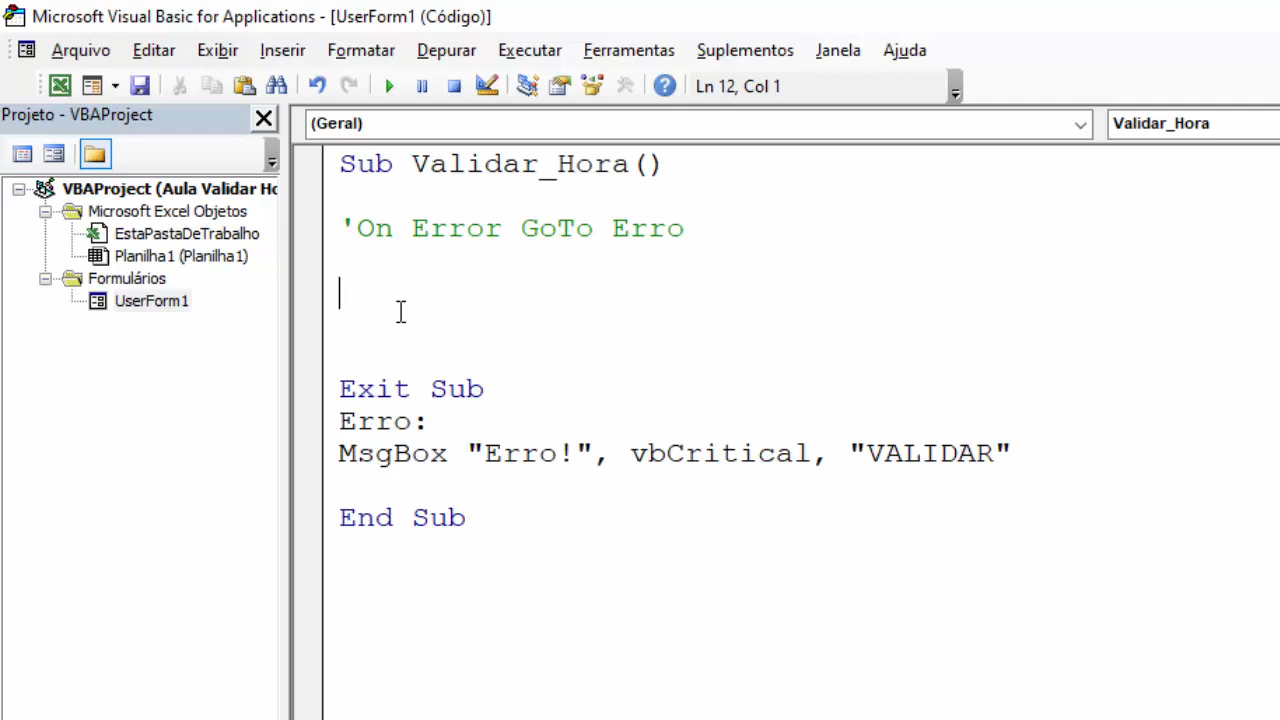 Microsoft Visual Basic for Applications - [UserForm1 (Código)]
Arquivo Editar Exibir Inserir Formatar Depurar Executar Ferramentas Suplementos Janela Ajuda
Ln 12, Col 1
Projeto - VBAProject
(Geral)
Validar_Hora
VBAProject (Aula Validar Ho
Microsoft Excel Objetos
EstaPastaDeTrabalho
Planilha1 (Planilha1)
Formulários
UserForm1
Sub Validar_Hora()
'On Error GoTo Erro
Exit Sub
Erro:
MsgBox "Erro!", vbCritical, "VALIDAR"
End Sub